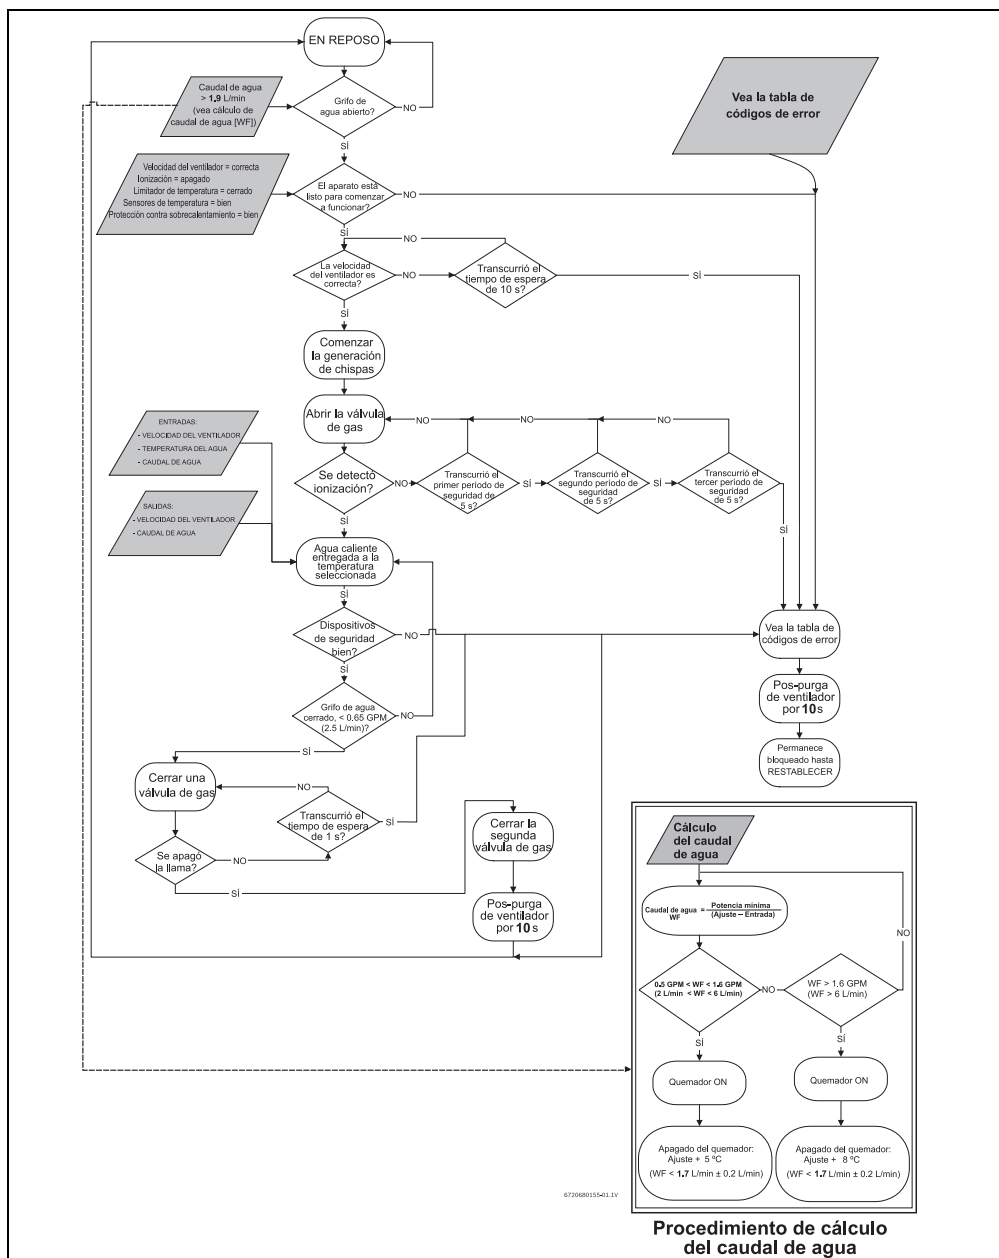 EN REPOSO
Caudal de agua
> 1.9 L/min
(vea cálculo de
caudal de agua [WF])
Grifo de
agua abierto?
NO
SÍ
Vea la tabla de
códigos de error
Velocidad del ventilador = correcta
Ionización = apagado
Limitador de temperatura = cerrado
Sensores de temperatura = bien
Protección contra sobrecalentamiento = bien
El aparato está
listo para comenzar
a funcionar?
NO
SÍ
NO
La velocidad
del ventilador es
correcta?
NO
Transcurrió el
tiempo de espera
de 10 s?
SÍ
SÍ
Comenzar
la generación
de chispas
Abrir la válvula
de gas
NO
NO
NO
ENTRADAS:
- VELOCIDAD DEL VENTILADOR
- TEMPERATURA DEL AGUA
- CAUDAL DE AGUA
Se detectó
ionización?
NO
Transcurrió el
primer período de
seguridad de
5 s?
SÍ
Transcurrió el
segundo período de
seguridad de
5 s?
SÍ
Transcurrió el
tercer período de
seguridad de
5 s?
SÍ
SÍ
SALIDAS:
- VELOCIDAD DEL VENTILADOR
- CAUDAL DE AGUA
Agua caliente
entregada a la
temperatura
seleccionada
SÍ
Dispositivos
de seguridad
bien?
NO
SÍ
Vea la tabla de
códigos de error
Pos-purga
de ventilador
por 10 s
Permanece
bloqueado hasta
RESTABLECER
Grifo de agua
cerrado, < 0.65 GPM
(2.5 L/min)?
NO
SÍ
Cerrar una
válvula de gas
NO
Transcurrió el
tiempo de espera
de 1 s?
SÍ
Se apagó
la llama?
NO
SÍ
Cerrar la
segunda
válvula de gas
Pos-purga
de ventilador
por 10 s
Cálculo
del caudal
de agua
Caudal de agua
WF
= Potencia mínima
(Ajuste – Entrada)
NO
0.5 GPM < WF < 1.6 GPM
(2 L/min < WF < 6 L/min)
NO
WF > 1.6 GPM
(WF > 6 L/min)
SÍ
SÍ
Quemador ON
Quemador ON
Apagado del quemador:
Ajuste + 5 ºC
(WF < 1.7 L/min ± 0.2 L/min)
Apagado del quemador:
Ajuste + 8 ºC
(WF < 1.7 L/min ± 0.2 L/min)
6720680155-01.1V
Procedimiento de cálculo
del caudal de agua